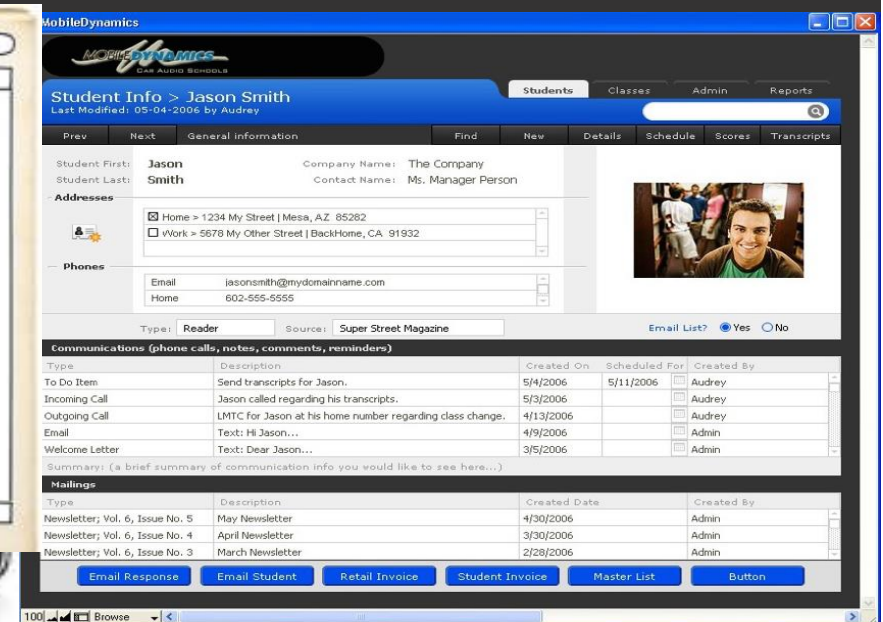 MobileDynamics
MOBILE DYNAMICS
CAR AUDIO SCHOOLS
Students Classes Admin Reports
Student Info > Jason Smith
Last Modified: 05-04-2006 by Audrey
Prev Next General information Find New Details Schedule Scores Transcripts
Student First: Jason Company Name: The Company
Student Last: Smith Contact Name: Ms. Manager Person
Addresses
Home > 1234 My Street | Mesa, AZ 85282
Work > 5678 My Other Street | BackHome, CA 91932
Phones
Email jasonsmith@mydomainname.com
Home 602-555-5555
Type: Reader Source: Super Street Magazine Email List? Yes No
Communications (phone calls, notes, comments, reminders)
Type Description Created On Scheduled For Created By
To Do Item Send transcripts for Jason. 5/4/2006 5/11/2006 Audrey
Incoming Call Jason called regarding his transcripts. 5/3/2006 Audrey
Outgoing Call LMTC for Jason at his home number regarding class change. 4/13/2006 Audrey
Email Text: Hi Jason... 4/9/2006 Admin
Welcome Letter Text: Dear Jason... 3/5/2006 Admin
Summary: (a brief summary of communication info you would like to see here...)
Mailings
Type Description Created Date Created By
Newsletter; Vol. 6, Issue No. 5 May Newsletter 4/30/2006 Admin
Newsletter; Vol. 6, Issue No. 4 April Newsletter 3/30/2006 Admin
Newsletter; Vol. 6, Issue No. 3 March Newsletter 2/28/2006 Admin
Email Response Email Student Retail Invoice Student Invoice Master List Button
100 Browse